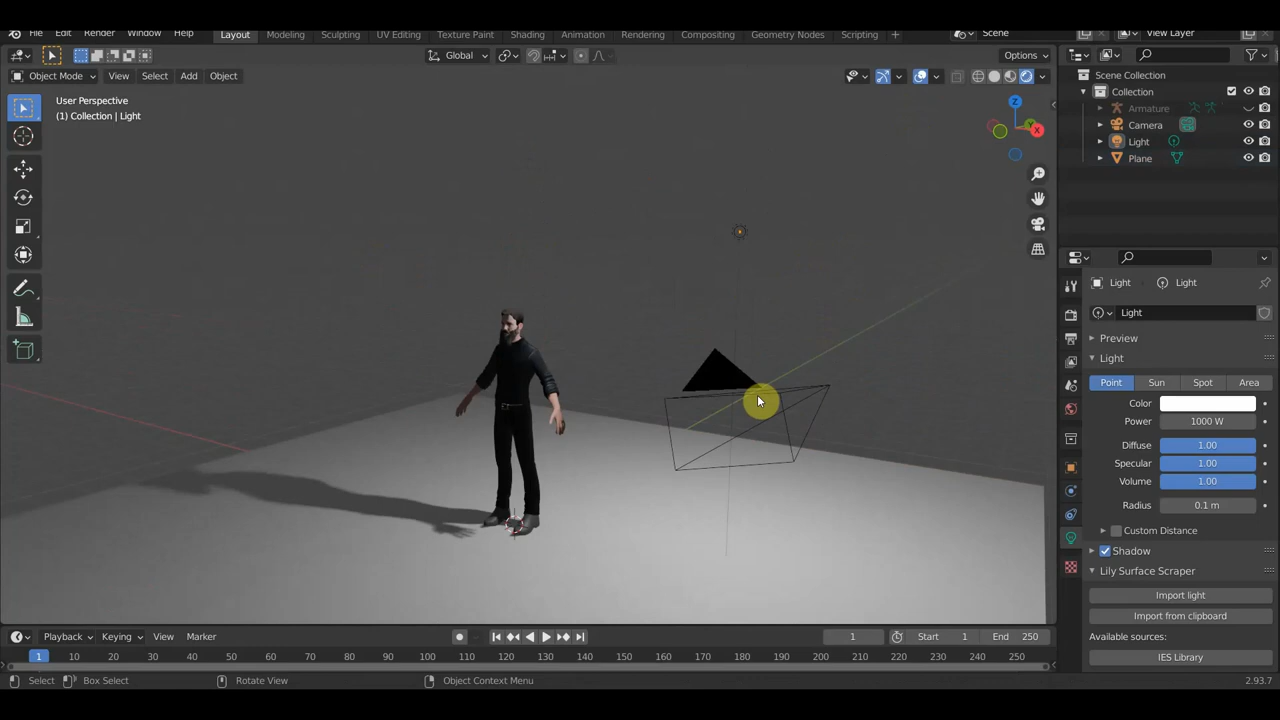 File Edit Render Window Help Layout Modeling Sculpting UV Editing Texture Paint Shading Animation Rendering Compositing Geometry Nodes Scripting + Scene View Layer
Global Options
Object Mode View Select Add Object
Scene Collection
Collection
Armature
Camera
Light
Plane
User Perspective
(1) Collection | Light
Z
Y
X
Light Light
Light
Preview
Light
Point Sun Spot Area
Color
Power 1000 W
Diffuse 1.00
Specular 1.00
Volume 1.00
Radius 0.1 m
Custom Distance
Shadow
Lily Surface Scraper
Import light
Import from clipboard
Available sources:
IES Library
Playback Keying View Marker 1 Start 1 End 250
1 10 20 30 40 50 60 70 80 90 100 110 120 130 140 150 160 170 180 190 200 210 220 230 240 250
Select Box Select Rotate View Object Context Menu 2.93.7